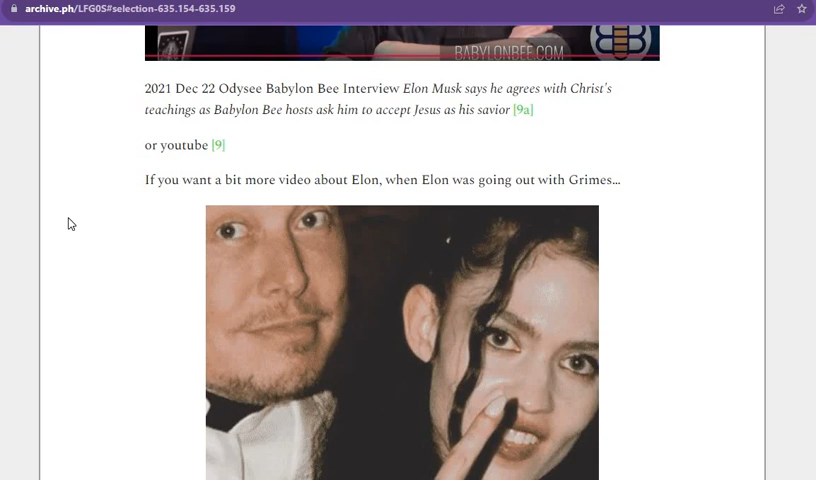 archive.ph/LFG0S#selection-635.154-635.159
BABYLONBEE.COM
2021 Dec 22 Odysee Babylon Bee Interview Elon Musk says he agrees with Christ's
teachings as Babylon Bee hosts ask him to accept Jesus as his savior [9a]
or youtube [9]
If you want a bit more video about Elon, when Elon was going out with Grimes...